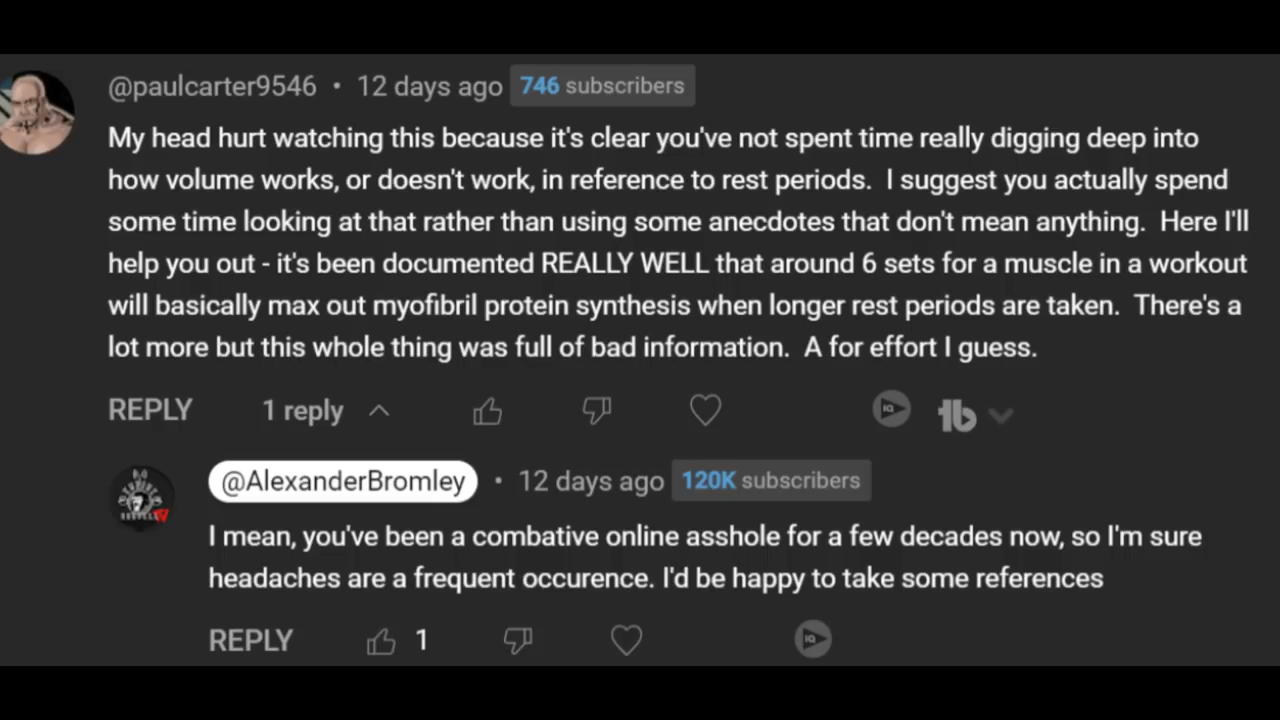 @paulcarter9546 • 12 days ago 746 subscribers
My head hurt watching this because it's clear you've not spent time really digging deep into
how volume works, or doesn't work, in reference to rest periods.  I suggest you actually spend
some time looking at that rather than using some anecdotes that don't mean anything.  Here I'll
help you out - it's been documented REALLY WELL that around 6 sets for a muscle in a workout
will basically max out myofibril protein synthesis when longer rest periods are taken.  There's a
lot more but this whole thing was full of bad information.  A for effort I guess.
REPLY 1 reply
@AlexanderBromley • 12 days ago 120K subscribers
I mean, you've been a combative online asshole for a few decades now, so I'm sure
headaches are a frequent occurence. I'd be happy to take some references
REPLY 1